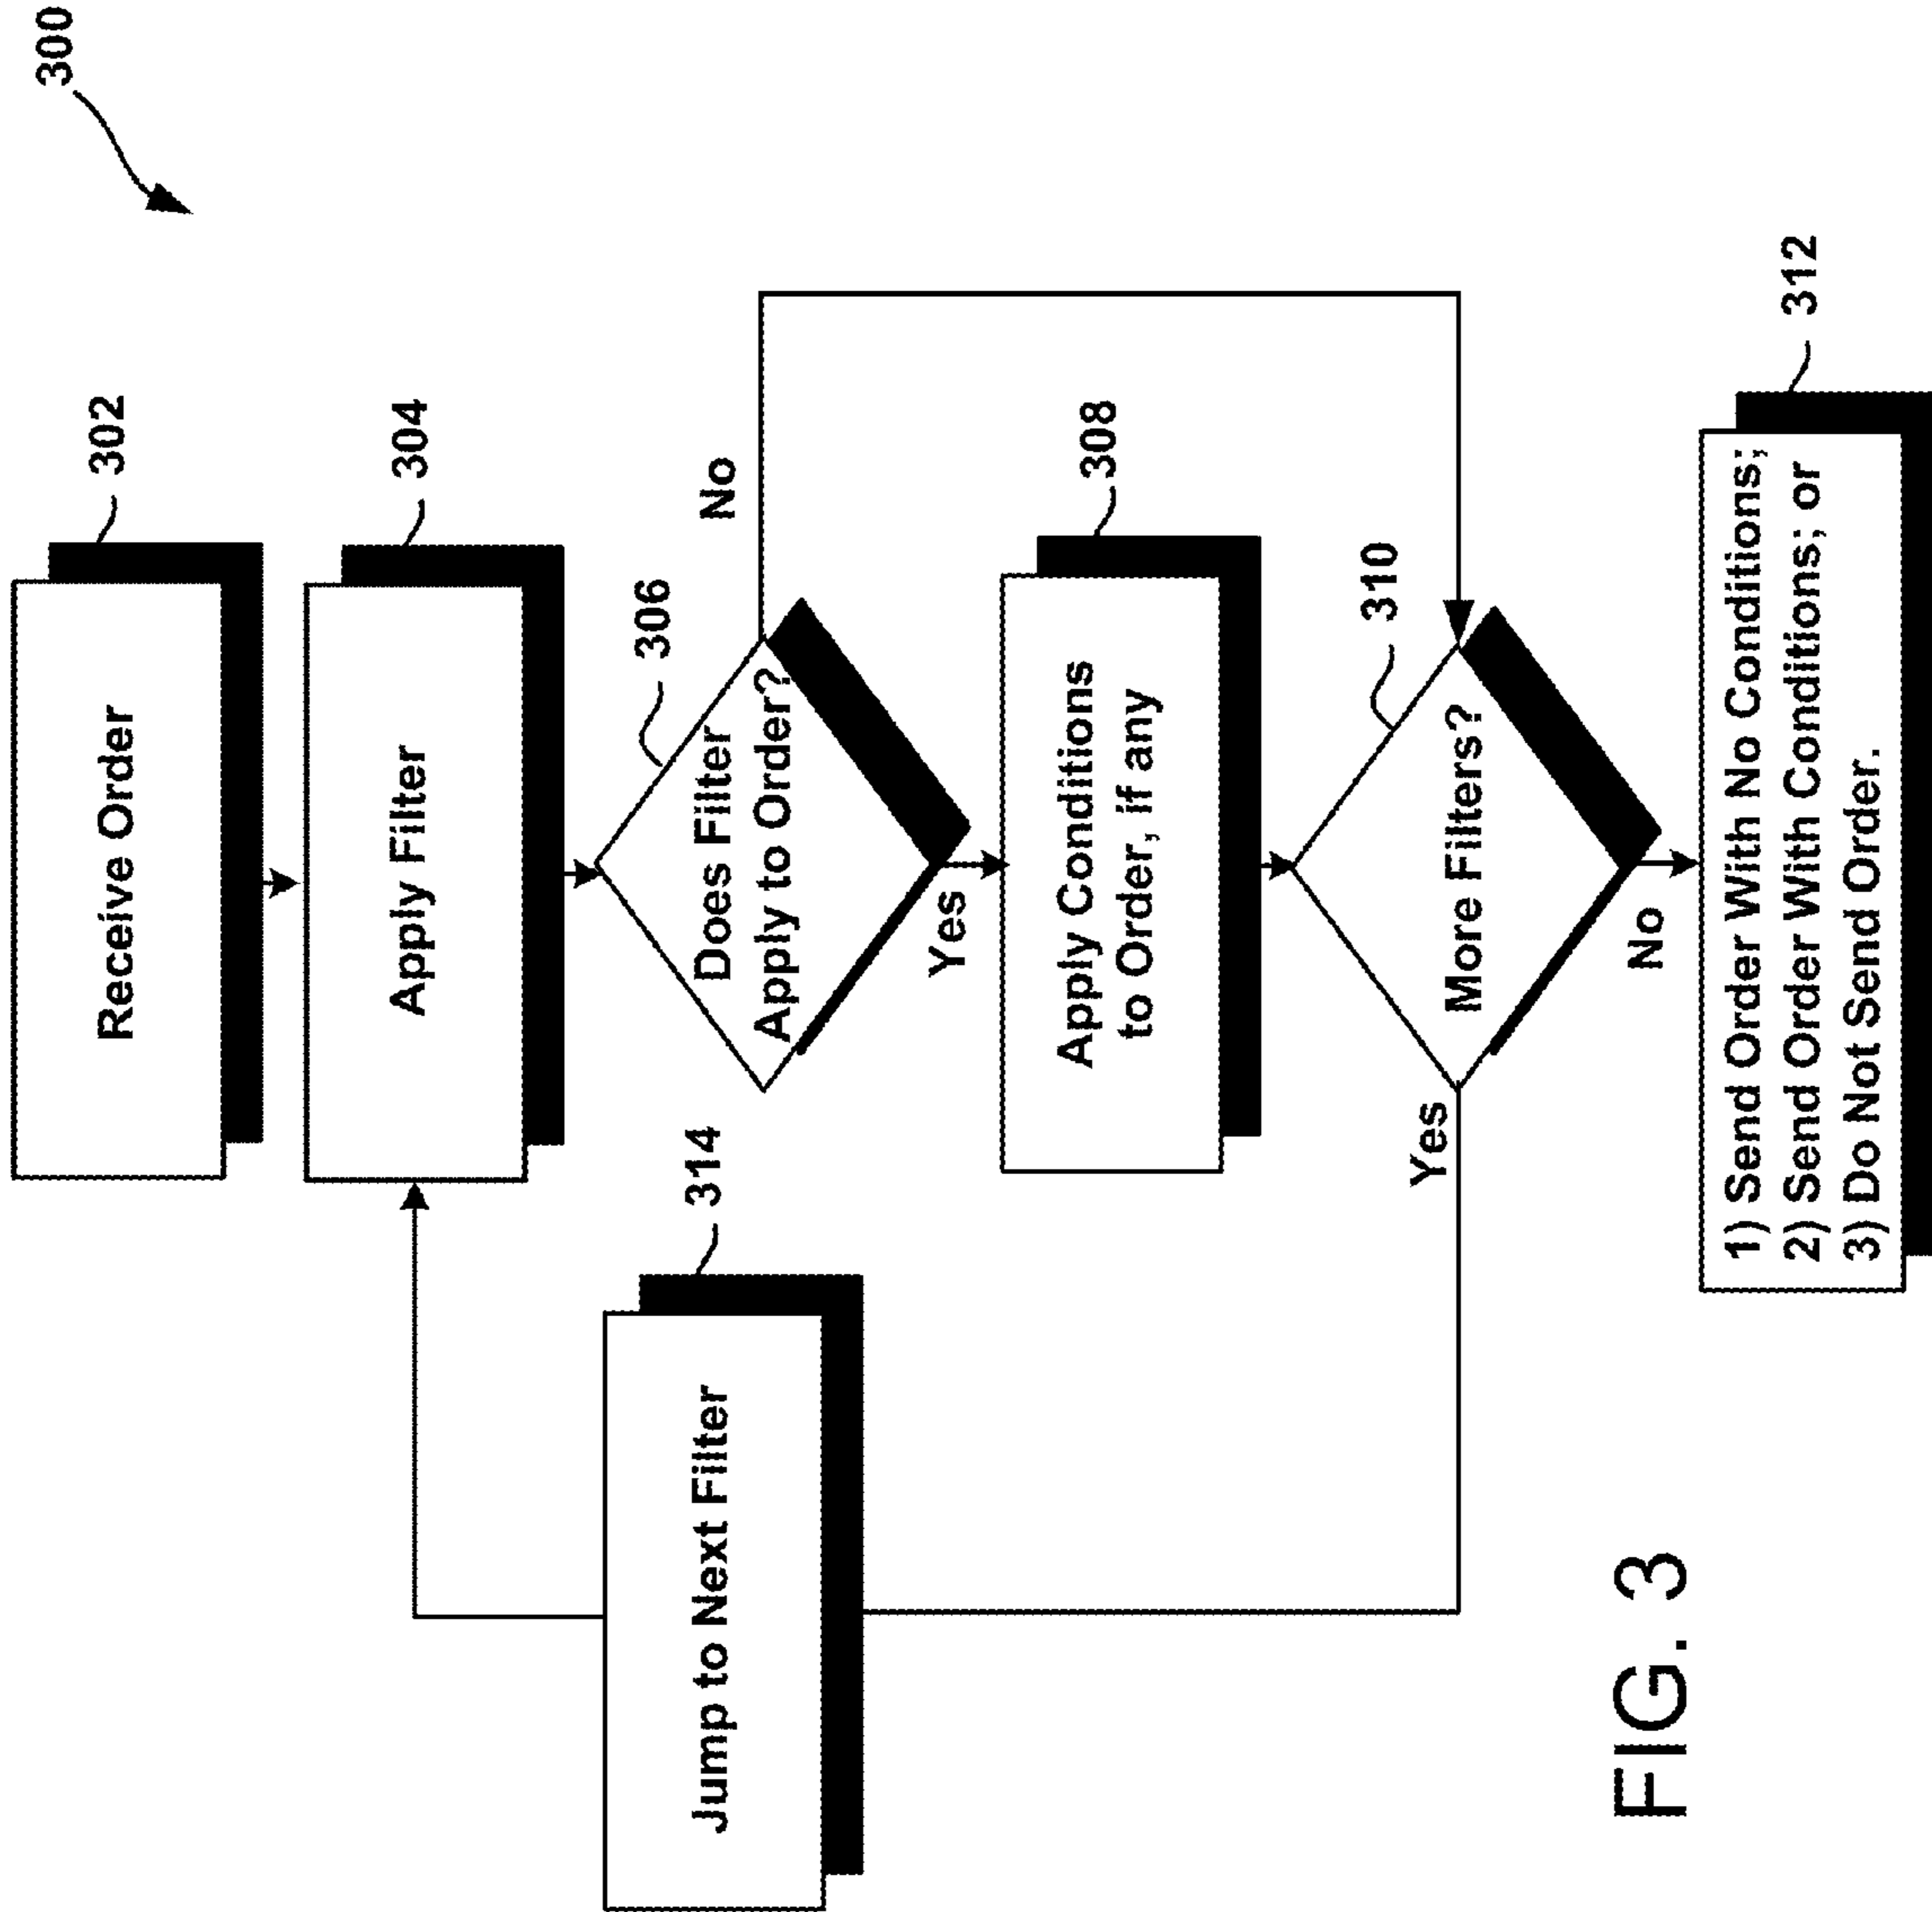 300
Receive Order
302
Apply Filter
304
Does Filter
Apply to Order?
306
No
Yes
Apply Conditions
to Order, if any
308
More Filters?
310
Yes
No
Jump to Next Filter
314
1) Send Order With No Conditions;
2) Send Order With Conditions; or
3) Do Not Send Order.
312
FIG. 3